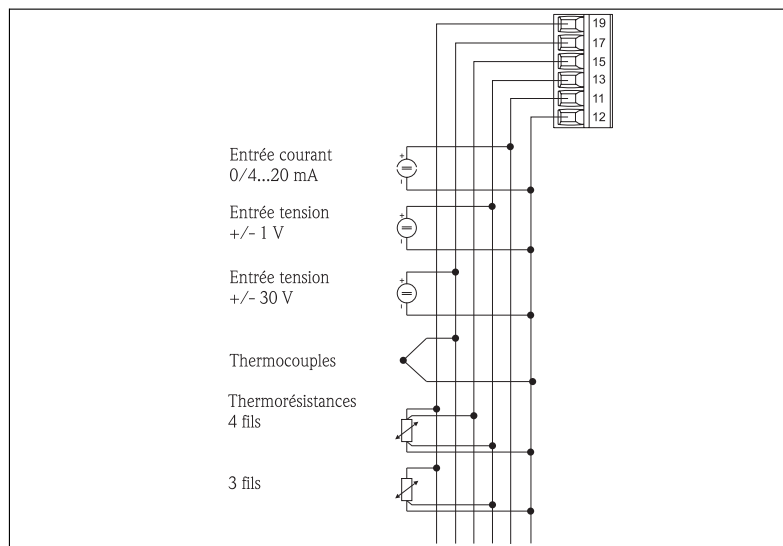 19
17
15
13
11
12
Entrée courant
0/4...20 mA
+
-
Entrée tension
+/- 1 V
+
-
Entrée tension
+/- 30 V
+
-
Thermocouples
Thermorésistances
4 fils
3 fils